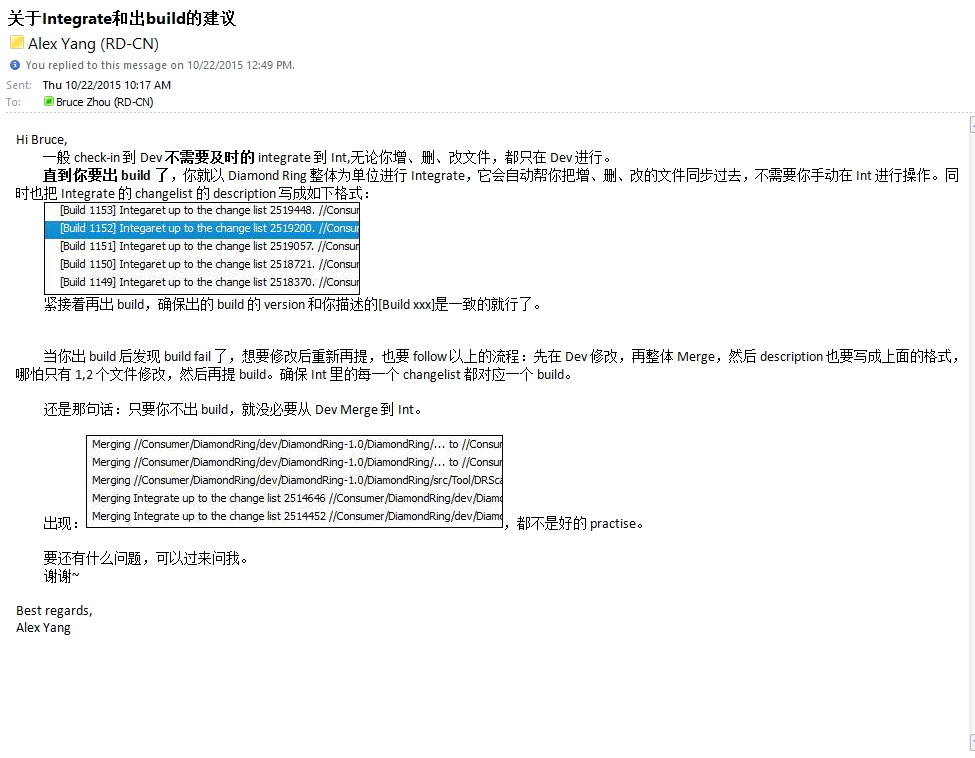 关于Integrate和出build的建议
Alex Yang (RD-CN)
You replied to this message on 10/22/2015 12:49 PM.
Sent: Thu 10/22/2015 10:17 AM
To: Bruce Zhou (RD-CN)
Hi Bruce,
一般 check-in 到 Dev 不需要及时的 integrate 到 Int,无论你增、删、改文件，都只在 Dev 进行。
直到你要出 build 了，你就以 Diamond Ring 整体为单位进行 Integrate，它会自动帮你把增、删、改的文件同步过去，不需要你手动在 Int 进行操作。同
时也把 Integrate 的 changelist 的 description 写成如下格式：
[Build 1153] Integaret up to the change list 2519448. //Consur
[Build 1152] Integaret up to the change list 2519200. //Consur
[Build 1151] Integaret up to the change list 2519057. //Consur
[Build 1150] Integaret up to the change list 2518721. //Consur
[Build 1149] Integaret up to the change list 2518370. //Consur
紧接着再出 build，确保出的 build 的 version 和你描述的[Build xxx]是一致的就行了。
当你出 build 后发现 build fail 了，想要修改后重新再提，也要 follow 以上的流程：先在 Dev 修改，再整体 Merge，然后 description 也要写成上面的格式，
哪怕只有 1,2 个文件修改，然后再提 build。确保 Int 里的每一个 changelist 都对应一个 build。
还是那句话：只要你不出 build，就没必要从 Dev Merge 到 Int。
Merging //Consumer/DiamondRing/dev/DiamondRing-1.0/DiamondRing/... to //Consur
Merging //Consumer/DiamondRing/dev/DiamondRing-1.0/DiamondRing/... to //Consur
Merging //Consumer/DiamondRing/dev/DiamondRing-1.0/DiamondRing/src/Tool/DRSca
Merging Integrate up to the change list 2514646 //Consumer/DiamondRing/dev/Diamo
Merging Integrate up to the change list 2514452 //Consumer/DiamondRing/dev/Diamo
出现：，都不是好的 practise。
要还有什么问题，可以过来问我。
谢谢~
Best regards,
Alex Yang